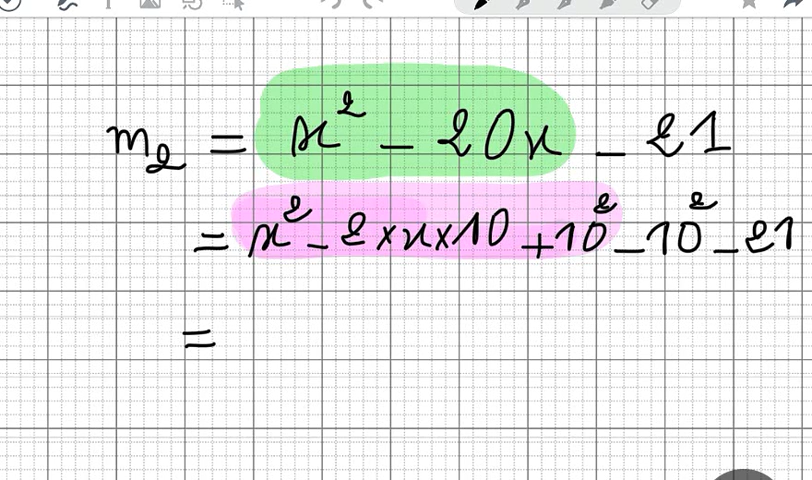 m₂ = x² - 20x - 21
= x² - 2×x×10 + 10² - 10² - 21
=